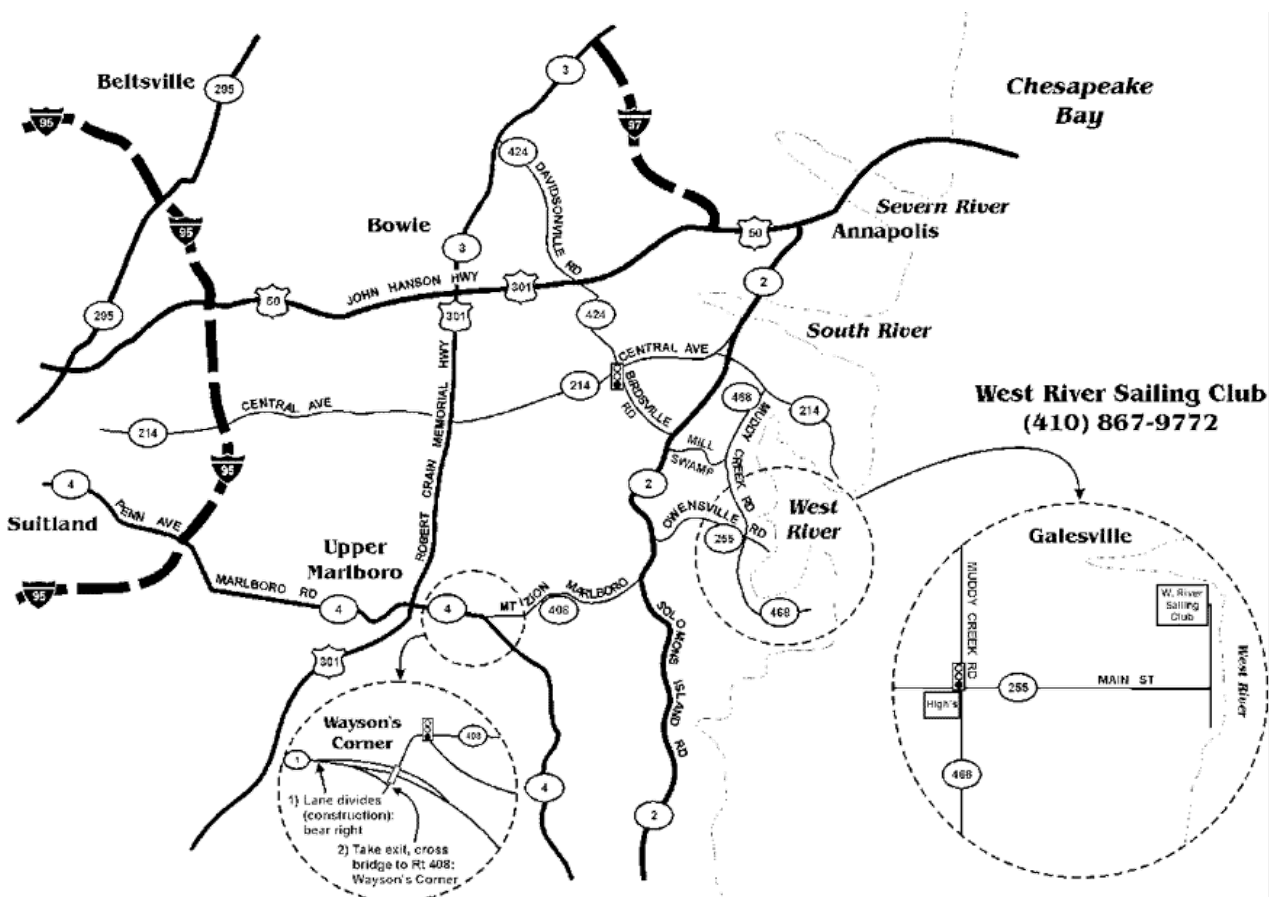 Beltsville
295
3
Chesapeake
Bay
95
97
424
DAVIDSONVILLE RD
Severn River
Annapolis
95
Bowie
3
50
2
50
JOHN HANSON HWY
301
295
301
424
South River
CENTRAL AVE
214
BIRDSVILLE RD
468
214
CENTRAL AVE
214
ROBERT CRAIN MEMORIAL HWY
MUDDY CREEK RD
MILL
SWAMP
West River Sailing Club
(410) 867-9772
95
4
PENN AVE
Suitland
2
OWENSVILLE RD
255
West
River
Upper
Marlboro
95
MARLBORO RD
4
4
MT ZION
408
MARLBORO
468
301
SOLOMONS ISLAND RD
4
2
Wayson's
Corner
408
1
1) Lane divides
(construction):
bear right
2) Take exit, cross
bridge to Rt 408:
Wayson's Corner
Galesville
MUDDY CREEK RD
W. River
Sailing
Club
255
MAIN ST
West River
High's
468